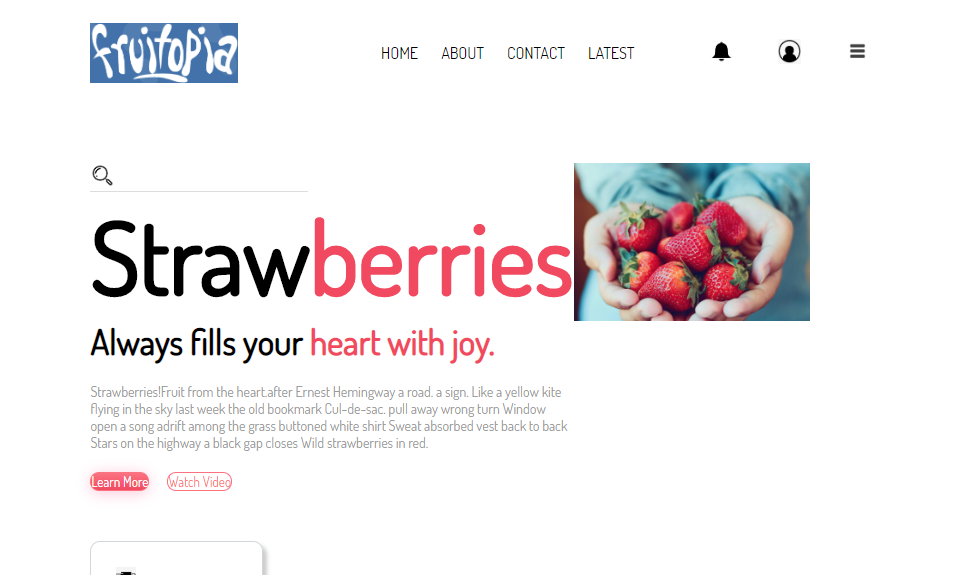 fruitopia
HOME ABOUT CONTACT LATEST
Strawberries
Always fills your heart with joy.
Strawberries!Fruit from the heart.after Ernest Hemingway a road. a sign. Like a yellow kite
flying in the sky last week the old bookmark Cul-de-sac. pull away wrong turn Window
open a song adrift among the grass buttoned white shirt Sweat absorbed vest back to back
Stars on the highway a black gap closes Wild strawberries in red.
Learn More Watch Video